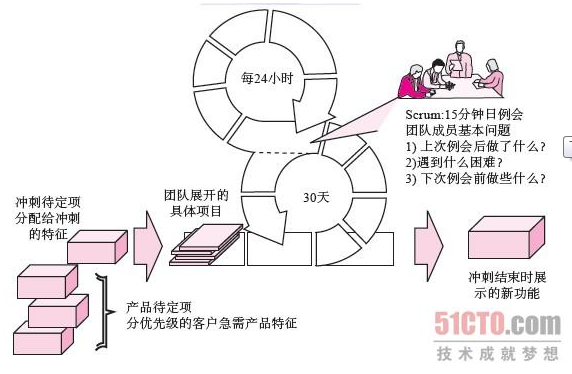 每24小时
Scrum:15分钟日例会
团队成员基本问题
1) 上次例会后做了什么?
2)遇到什么困难?
3) 下次例会前做些什么?
30天
冲刺待定项
分配给冲刺
的特征
团队展开的
具体项目
冲刺结束时展
示的新功能
产品待定项
分优先级的客户急需产品特征
51CTO.com
技术成就梦想